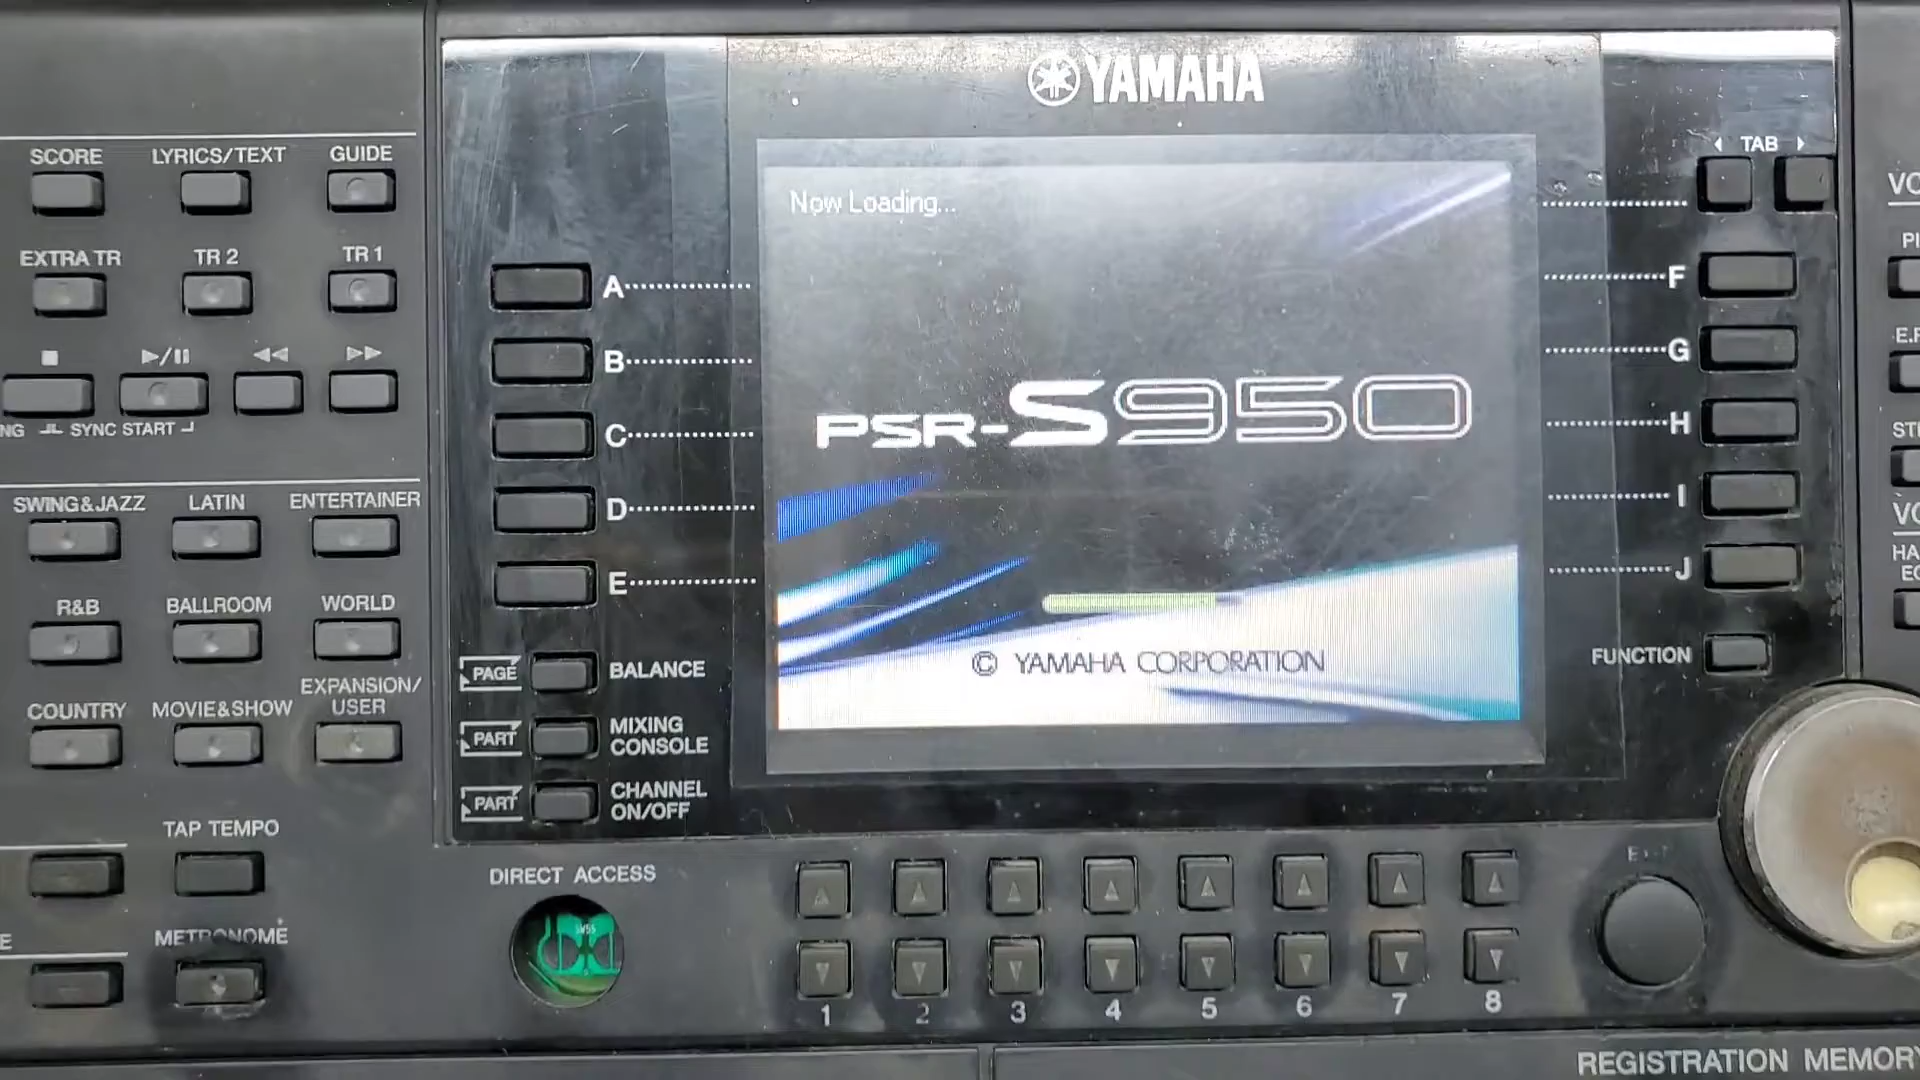 YAMAHA
SCORE
LYRICS/TEXT
GUIDE
TAB
Now Loading...
EXTRA TR
TR 2
TR 1
A
B
C
D
E
F
G
H
I
J
PSR-S950
SYNC START
SWING&JAZZ
LATIN
ENTERTAINER
R&B
BALLROOM
WORLD
COUNTRY
MOVIE&SHOW
EXPANSION/
USER
© YAMAHA CORPORATION
FUNCTION
PAGE
BALANCE
PART
MIXING
CONSOLE
PART
CHANNEL
ON/OFF
TAP TEMPO
METRONOME
DIRECT ACCESS
1 2 3 4 5 6 7 8
REGISTRATION MEMORY